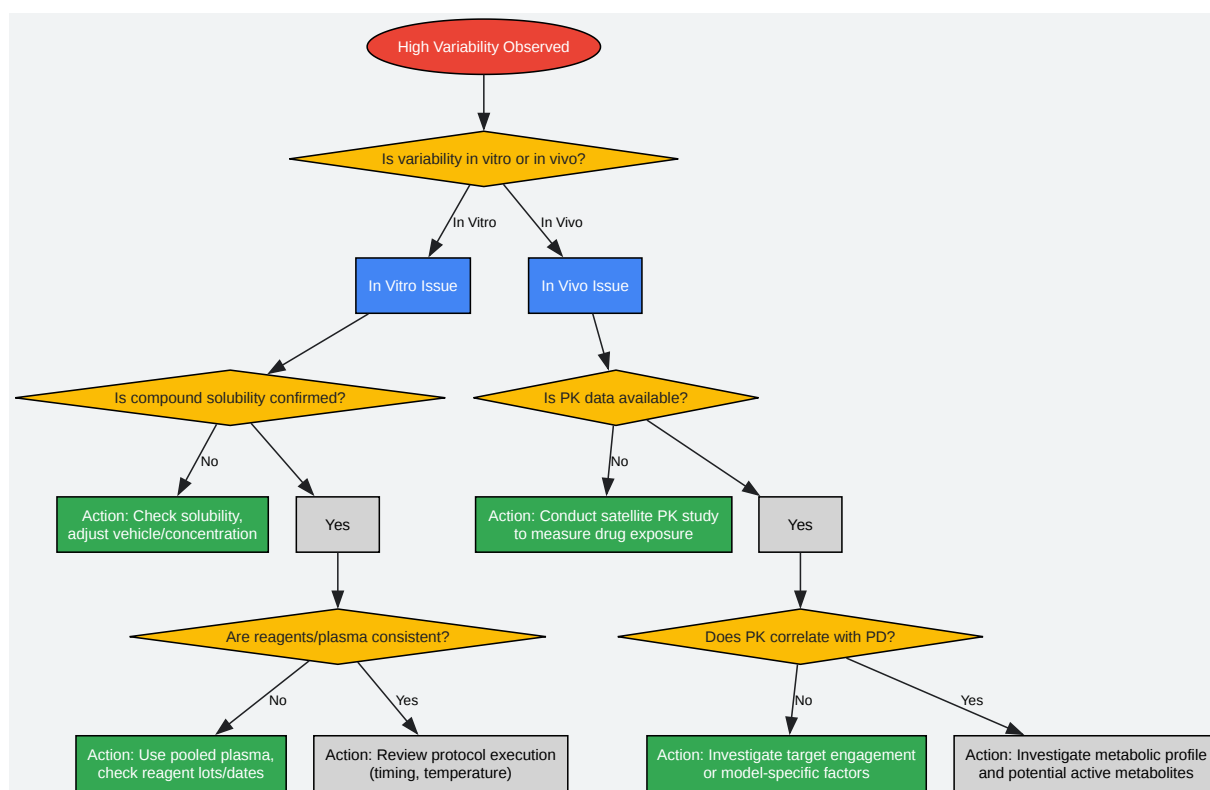 High Variability Observed
Is variability in vitro or in vivo?
In Vitro
In Vivo
In Vitro Issue
In Vivo Issue
Is compound solubility confirmed?
Is PK data available?
No
No
Action: Check solubility,
adjust vehicle/concentration
Yes
Action: Conduct satellite PK study
to measure drug exposure
Yes
Are reagents/plasma consistent?
Does PK correlate with PD?
No
Yes
No
Yes
Action: Use pooled plasma,
check reagent lots/dates
Action: Review protocol execution
(timing, temperature)
Action: Investigate target engagement
or model-specific factors
Action: Investigate metabolic profile
and potential active metabolites